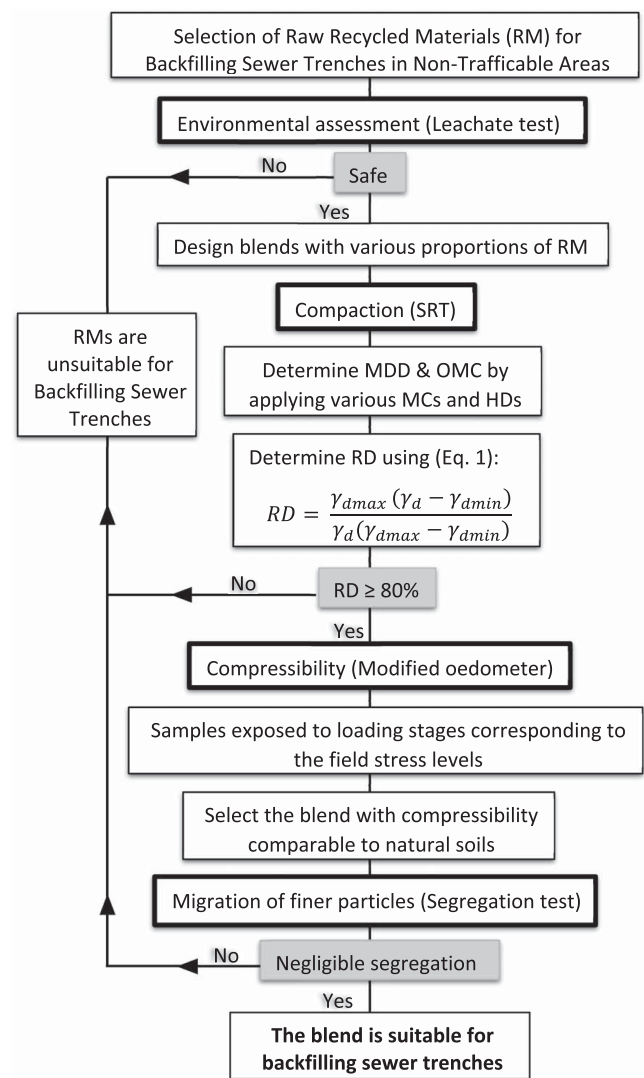 Selection of Raw Recycled Materials (RM) for
Backfilling Sewer Trenches in Non-Trafficable Areas
Environmental assessment (Leachate test)
No
Safe
Yes
Design blends with various proportions of RM
Compaction (SRT)
RMs are
unsuitable for
Backfilling Sewer
Trenches
Determine MDD & OMC by
applying various MCs and HDs
Determine RD using (Eq. 1):
RD = γdmax (γd − γdmin) / γd(γdmax − γdmin)
No
RD ≥ 80%
Yes
Compressibility (Modified oedometer)
Samples exposed to loading stages corresponding to
the field stress levels
Select the blend with compressibility
comparable to natural soils
Migration of finer particles (Segregation test)
No
Negligible segregation
Yes
The blend is suitable for
backfilling sewer trenches